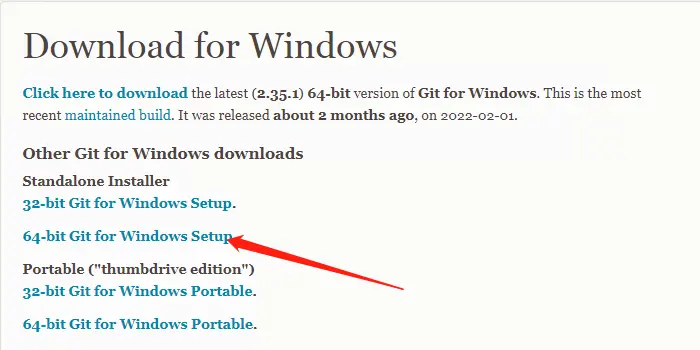 Download for Windows
Click here to download the latest (2.35.1) 64-bit version of Git for Windows. This is the most
recent maintained build. It was released about 2 months ago, on 2022-02-01.
Other Git for Windows downloads
Standalone Installer
32-bit Git for Windows Setup.
64-bit Git for Windows Setup
Portable ("thumbdrive edition")
32-bit Git for Windows Portable.
64-bit Git for Windows Portable.